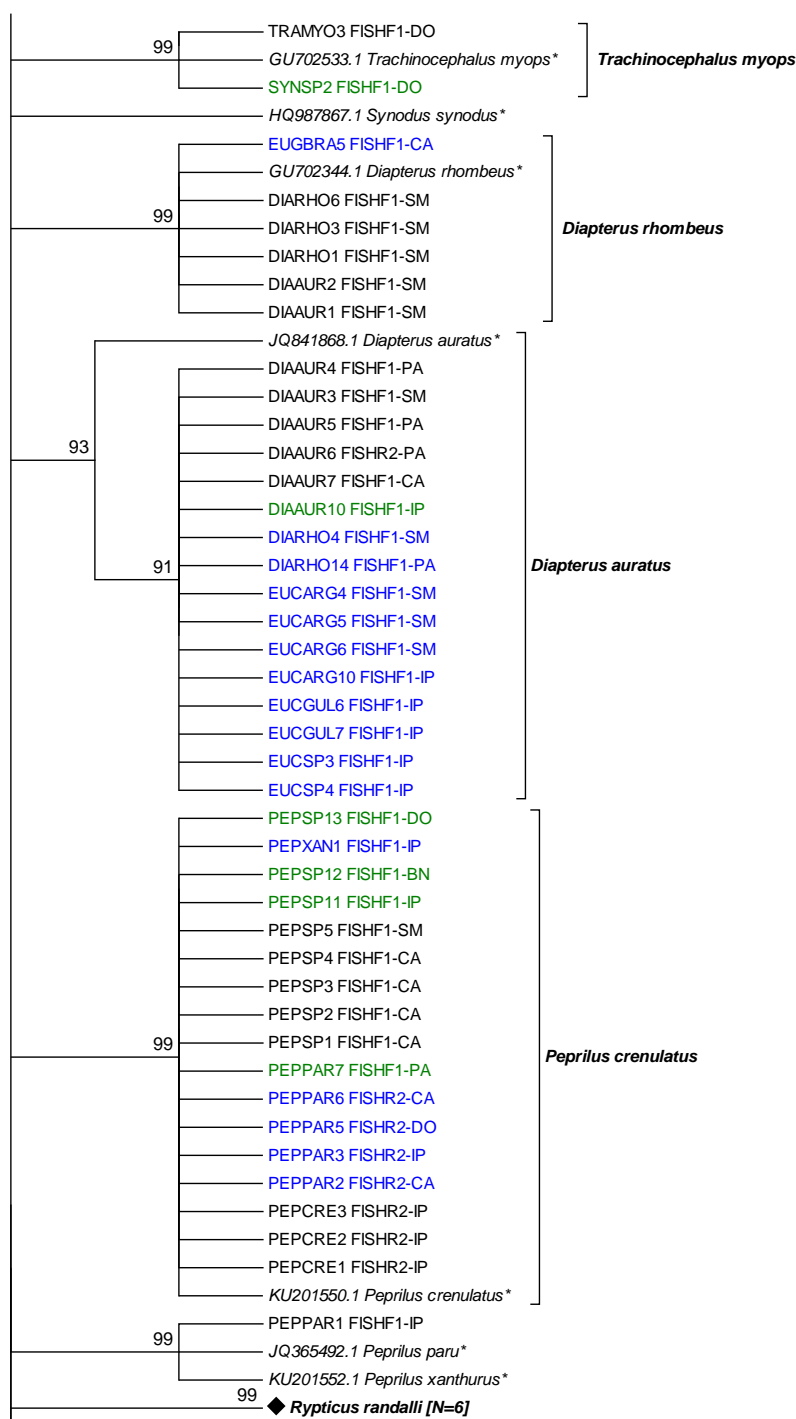 TRAMYO3 FISHF1-DO
99
GU702533.1 Trachinocephalus myops*
Trachinocephalus myops
SYNSP2 FISHF1-DO
HQ987867.1 Synodus synodus*
EUGBRA5 FISHF1-CA
GU702344.1 Diapterus rhombeus*
DIARHO6 FISHF1-SM
99
DIARHO3 FISHF1-SM
Diapterus rhombeus
DIARHO1 FISHF1-SM
DIAAUR2 FISHF1-SM
DIAAUR1 FISHF1-SM
JQ841868.1 Diapterus auratus*
DIAAUR4 FISHF1-PA
DIAAUR3 FISHF1-SM
DIAAUR5 FISHF1-PA
93
DIAAUR6 FISHR2-PA
DIAAUR7 FISHF1-CA
DIAAUR10 FISHF1-IP
DIARHO4 FISHF1-SM
91
DIARHO14 FISHF1-PA
Diapterus auratus
EUCARG4 FISHF1-SM
EUCARG5 FISHF1-SM
EUCARG6 FISHF1-SM
EUCARG10 FISHF1-IP
EUCGUL6 FISHF1-IP
EUCGUL7 FISHF1-IP
EUCSP3 FISHF1-IP
EUCSP4 FISHF1-IP
PEPSP13 FISHF1-DO
PEPXAN1 FISHF1-IP
PEPSP12 FISHF1-BN
PEPSP11 FISHF1-IP
PEPSP5 FISHF1-SM
PEPSP4 FISHF1-CA
PEPSP3 FISHF1-CA
PEPSP2 FISHF1-CA
PEPSP1 FISHF1-CA
99
Peprilus crenulatus
PEPPAR7 FISHF1-PA
PEPPAR6 FISHR2-CA
PEPPAR5 FISHR2-DO
PEPPAR3 FISHR2-IP
PEPPAR2 FISHR2-CA
PEPCRE3 FISHR2-IP
PEPCRE2 FISHR2-IP
PEPCRE1 FISHR2-IP
KU201550.1 Peprilus crenulatus*
PEPPAR1 FISHF1-IP
99
JQ365492.1 Peprilus paru*
KU201552.1 Peprilus xanthurus*
99
◆ Rypticus randalli [N=6]